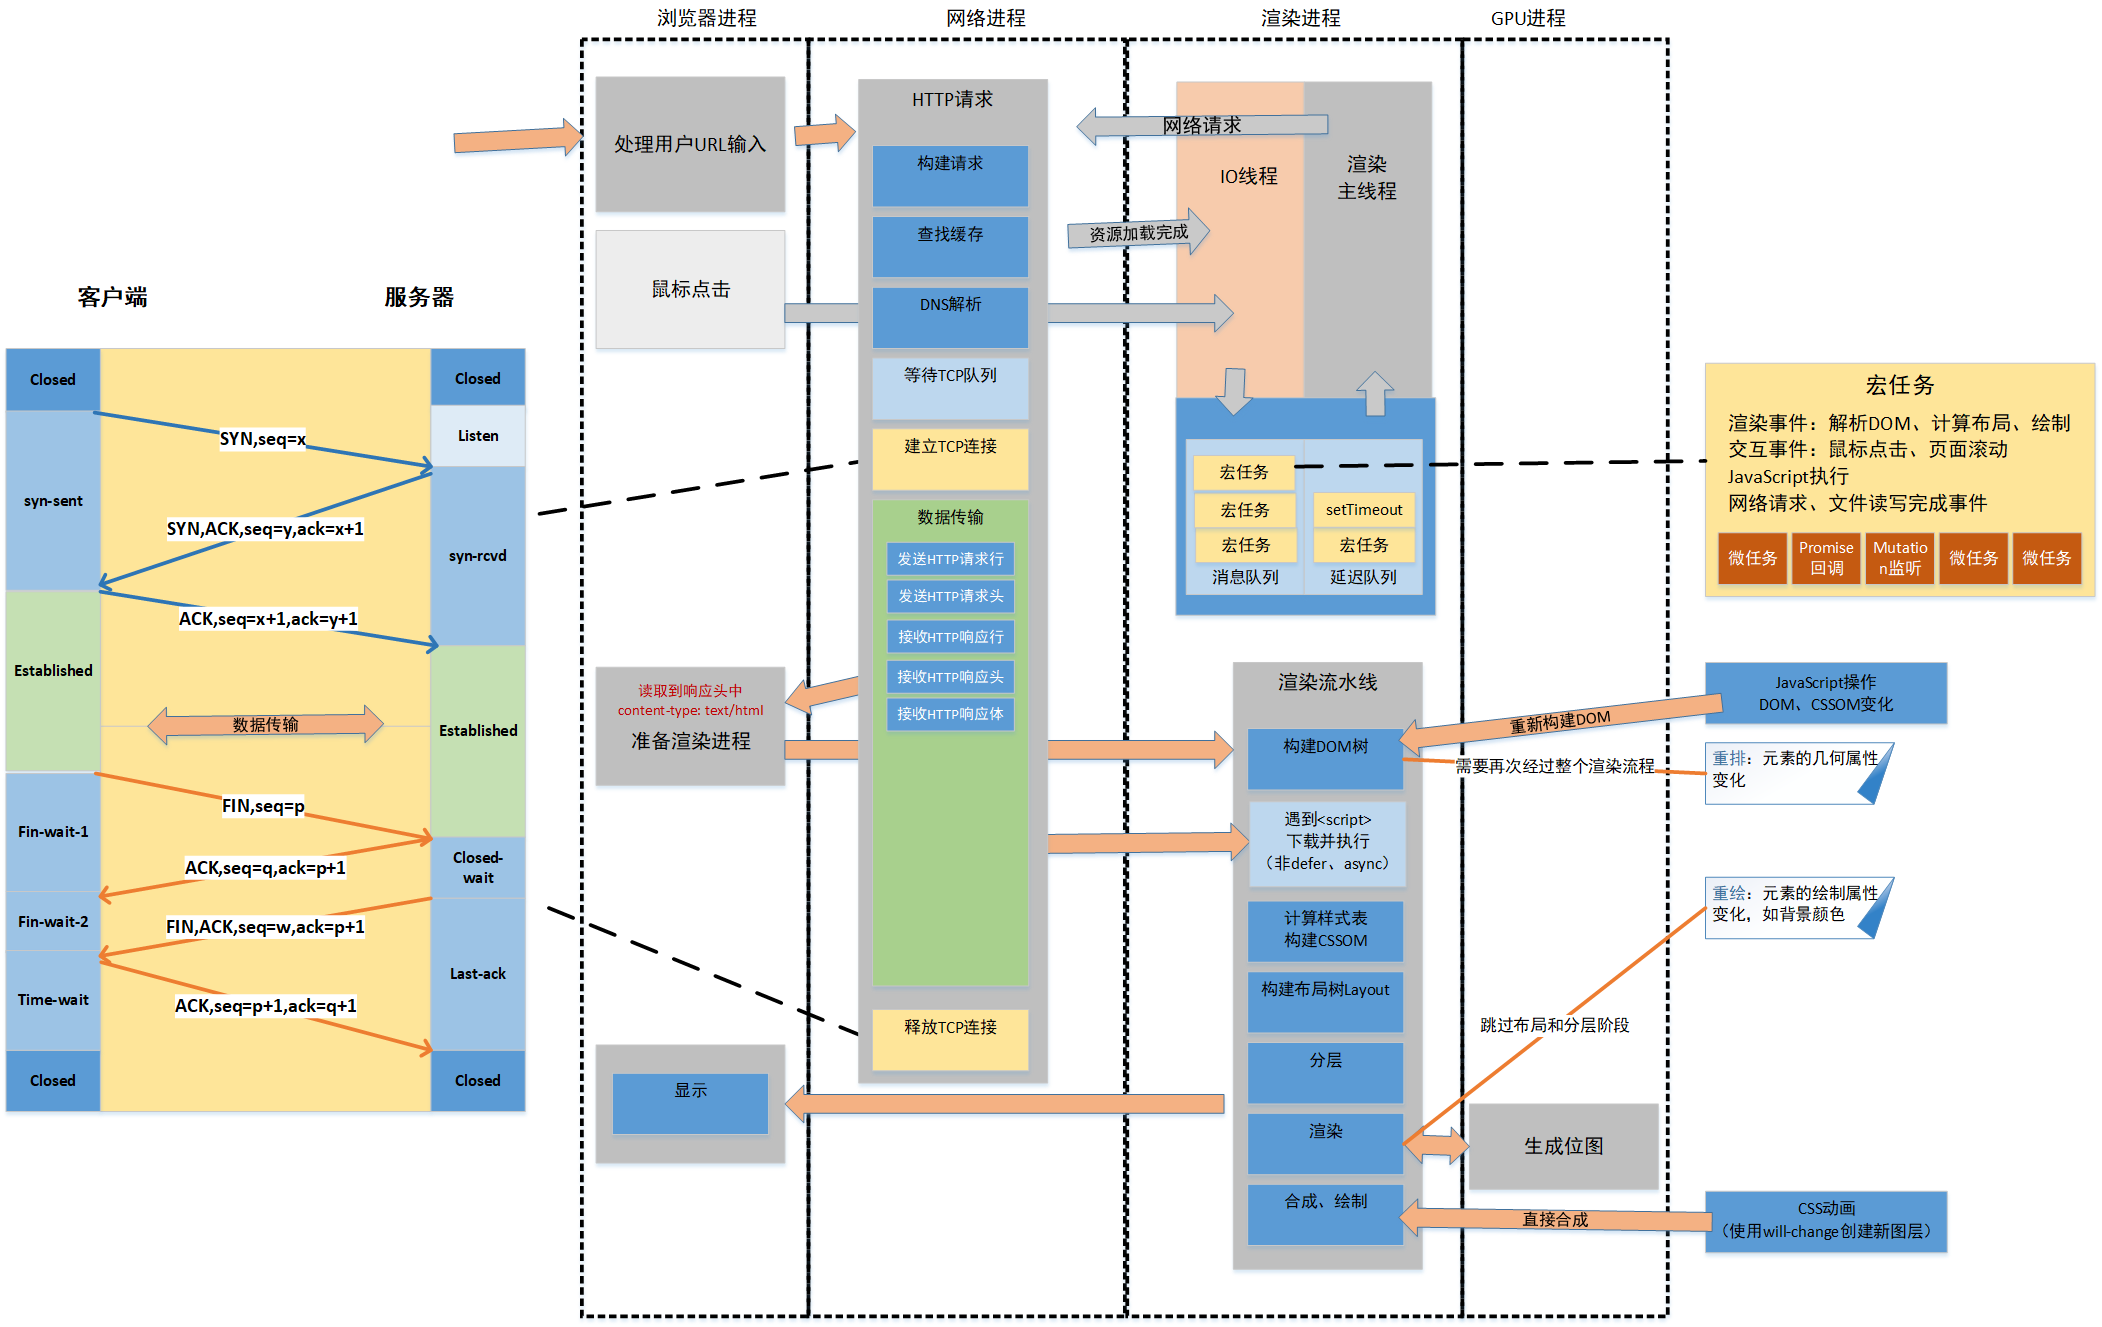 浏览器进程
网络进程
渲染进程
GPU进程
处理用户URL输入
鼠标点击
HTTP请求
构建请求
查找缓存
DNS解析
等待TCP队列
建立TCP连接
数据传输
发送HTTP请求行
发送HTTP请求头
接收HTTP响应行
接收HTTP响应头
接收HTTP响应体
释放TCP连接
网络请求
IO线程
渲染
主线程
资源加载完成
宏任务
宏任务
宏任务
消息队列
setTimeout
宏任务
延迟队列
宏任务
渲染事件：解析DOM、计算布局、绘制
交互事件：鼠标点击、页面滚动
JavaScript执行
网络请求、文件读写完成事件
微任务
Promise
回调
Mutatio
n监听
微任务
微任务
客户端
服务器
Closed
syn-sent
Established
Fin-wait-1
Fin-wait-2
Time-wait
Closed
SYN,seq=x
SYN,ACK,seq=y,ack=x+1
ACK,seq=x+1,ack=y+1
数据传输
FIN,seq=p
ACK,seq=q,ack=p+1
FIN,ACK,seq=w,ack=p+1
ACK,seq=p+1,ack=q+1
Closed
Listen
syn-rcvd
Established
Closed-
wait
Last-ack
Closed
读取到响应头中
content-type: text/html
准备渲染进程
显示
渲染流水线
构建DOM树
遇到<script>
下载并执行
（非defer、async）
计算样式表
构建CSSOM
构建布局树Layout
分层
渲染
合成、绘制
生成位图
JavaScript操作
DOM、CSSOM变化
重新构建DOM
需要再次经过整个渲染流程
重排：元素的几何属性
变化
重绘：元素的绘制属性
变化，如背景颜色
跳过布局和分层阶段
直接合成
CSS动画
（使用will-change创建新图层）